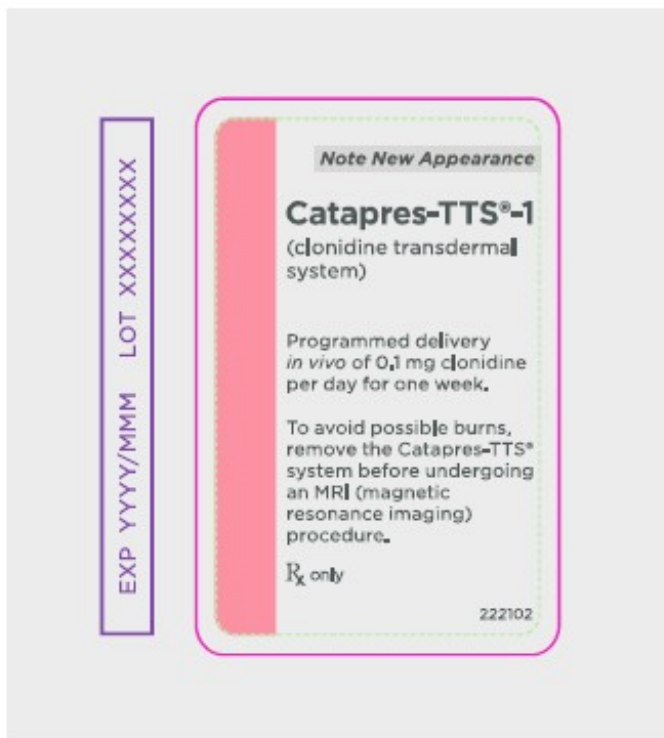 EXP YYYY/MMM LOT XXXXXXXXX
Note New Appearance
Catapres-TTS®-1
(clonidine transdermal
system)
Programmed delivery
in vivo of 0.1 mg clonidine
per day for one week.
To avoid possible burns,
remove the Catapres-TTS®
system before undergoing
an MRI (magnetic
resonance imaging)
procedure.
℞ only
222102